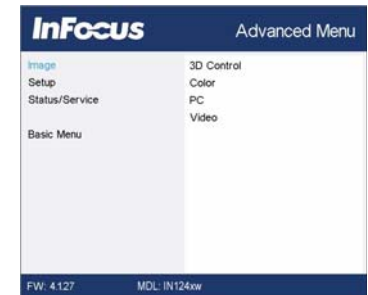 InFocus
Advanced Menu
Image
Setup
Status/Service
Basic Menu
3D Control
Color
PC
Video
FW: 4.127
MDL: IN124xw